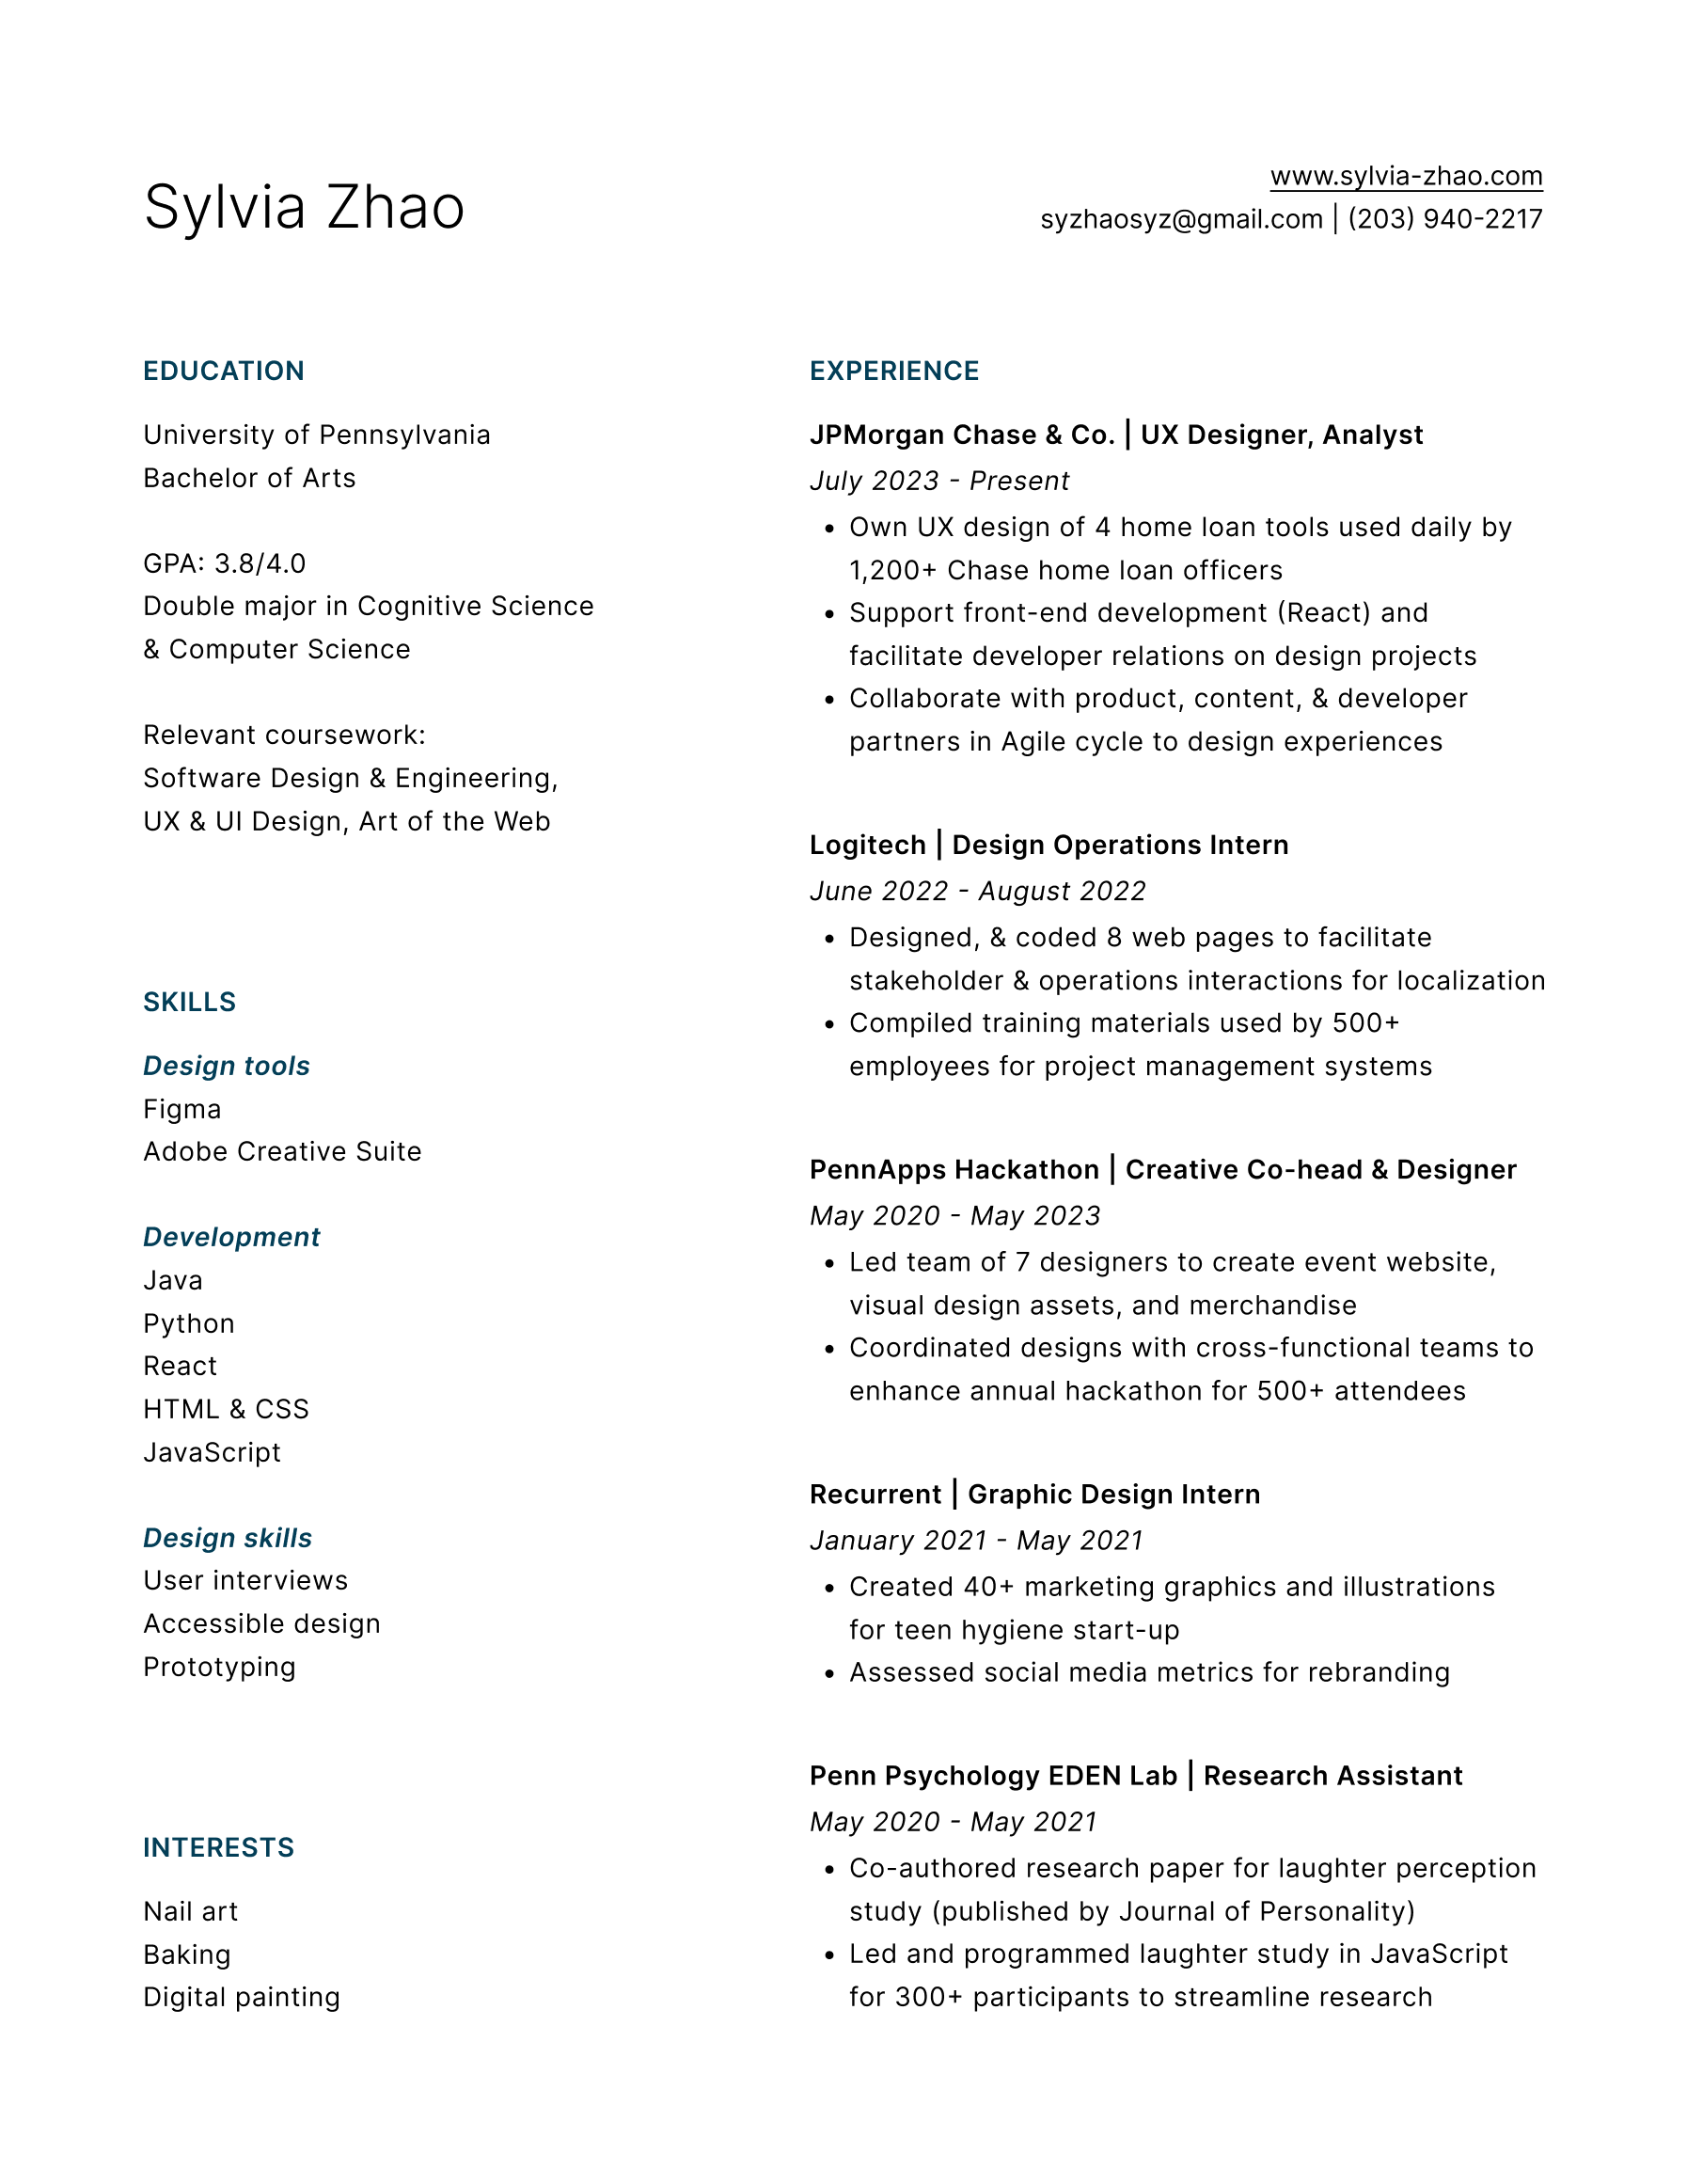 Sylvia Zhao
www.sylvia-zhao.com
syzhaosyz@gmail.com | (203) 940-2217
EDUCATION
University of Pennsylvania
Bachelor of Arts
GPA: 3.8/4.0
Double major in Cognitive Science
& Computer Science
Relevant coursework:
Software Design & Engineering,
UX & UI Design, Art of the Web
SKILLS
Design tools
Figma
Adobe Creative Suite
Development
Java
Python
React
HTML & CSS
JavaScript
Design skills
User interviews
Accessible design
Prototyping
INTERESTS
Nail art
Baking
Digital painting
EXPERIENCE
JPMorgan Chase & Co. | UX Designer, Analyst
July 2023 - Present
• Own UX design of 4 home loan tools used daily by
1,200+ Chase home loan officers
• Support front-end development (React) and
facilitate developer relations on design projects
• Collaborate with product, content, & developer
partners in Agile cycle to design experiences
Logitech | Design Operations Intern
June 2022 - August 2022
• Designed, & coded 8 web pages to facilitate
stakeholder & operations interactions for localization
• Compiled training materials used by 500+
employees for project management systems
PennApps Hackathon | Creative Co-head & Designer
May 2020 - May 2023
• Led team of 7 designers to create event website,
visual design assets, and merchandise
• Coordinated designs with cross-functional teams to
enhance annual hackathon for 500+ attendees
Recurrent | Graphic Design Intern
January 2021 - May 2021
• Created 40+ marketing graphics and illustrations
for teen hygiene start-up
• Assessed social media metrics for rebranding
Penn Psychology EDEN Lab | Research Assistant
May 2020 - May 2021
• Co-authored research paper for laughter perception
study (published by Journal of Personality)
• Led and programmed laughter study in JavaScript
for 300+ participants to streamline research